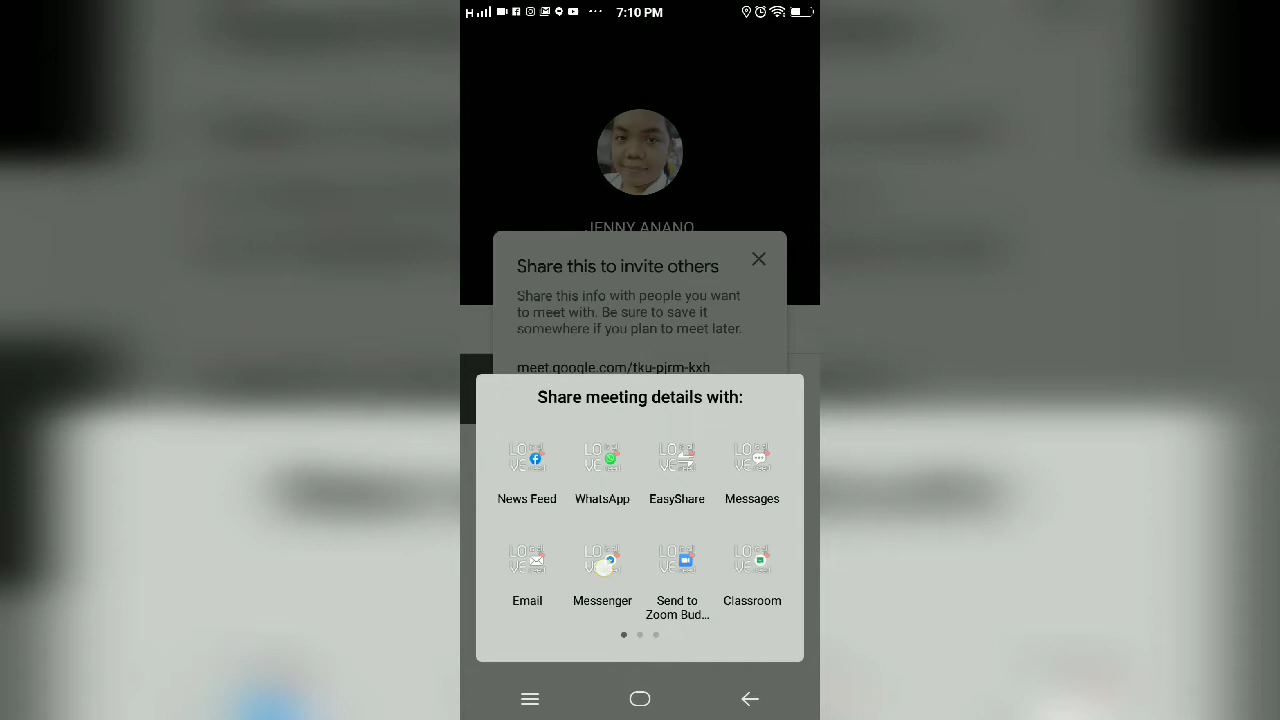 H 7:10 PM
JENNY ANANO
Share this to invite others
Share this info with people you want
to meet with. Be sure to save it
somewhere if you plan to meet later.
meet.google.com/tku-pjrm-kxh
Share meeting details with:
News Feed WhatsApp EasyShare Messages
Email Messenger Send to Zoom Bud... Classroom